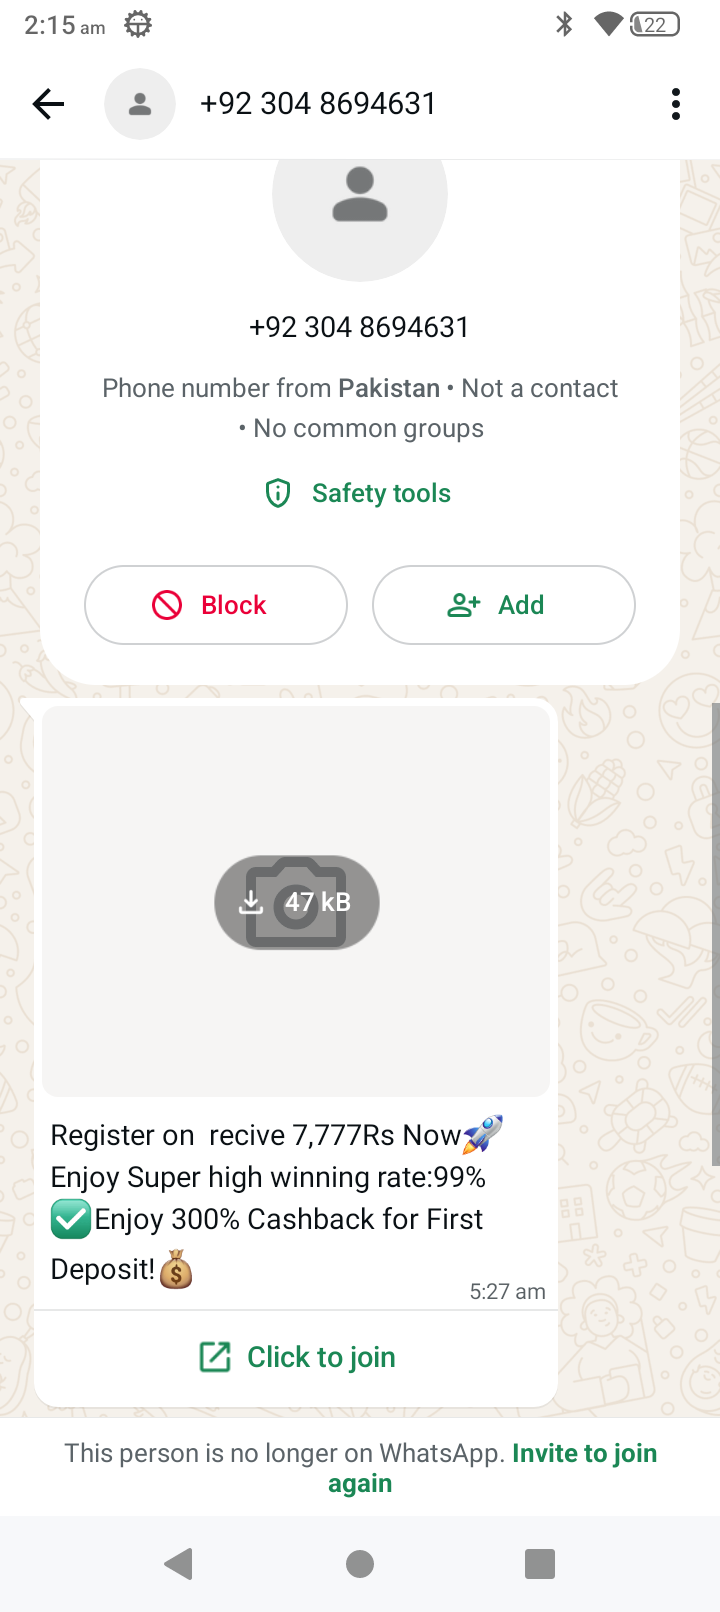 2:15 am
22
+92 304 8694631
+92 304 8694631
Phone number from Pakistan • Not a contact
• No common groups
Safety tools
Block
Add
47 kB
Register on  recive 7,777Rs Now🚀
Enjoy Super high winning rate:99%
✅Enjoy 300% Cashback for First
Deposit!💰
5:27 am
Click to join
This person is no longer on WhatsApp. Invite to join
again